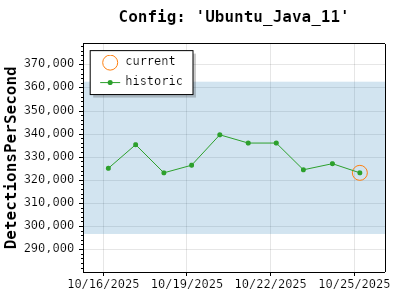 Config: 'Ubuntu_Java_11'
current
historic
DetectionsPerSecond
370,000
360,000
350,000
340,000
330,000
320,000
310,000
300,000
290,000
10/16/2025 10/19/2025 10/22/2025 10/25/2025